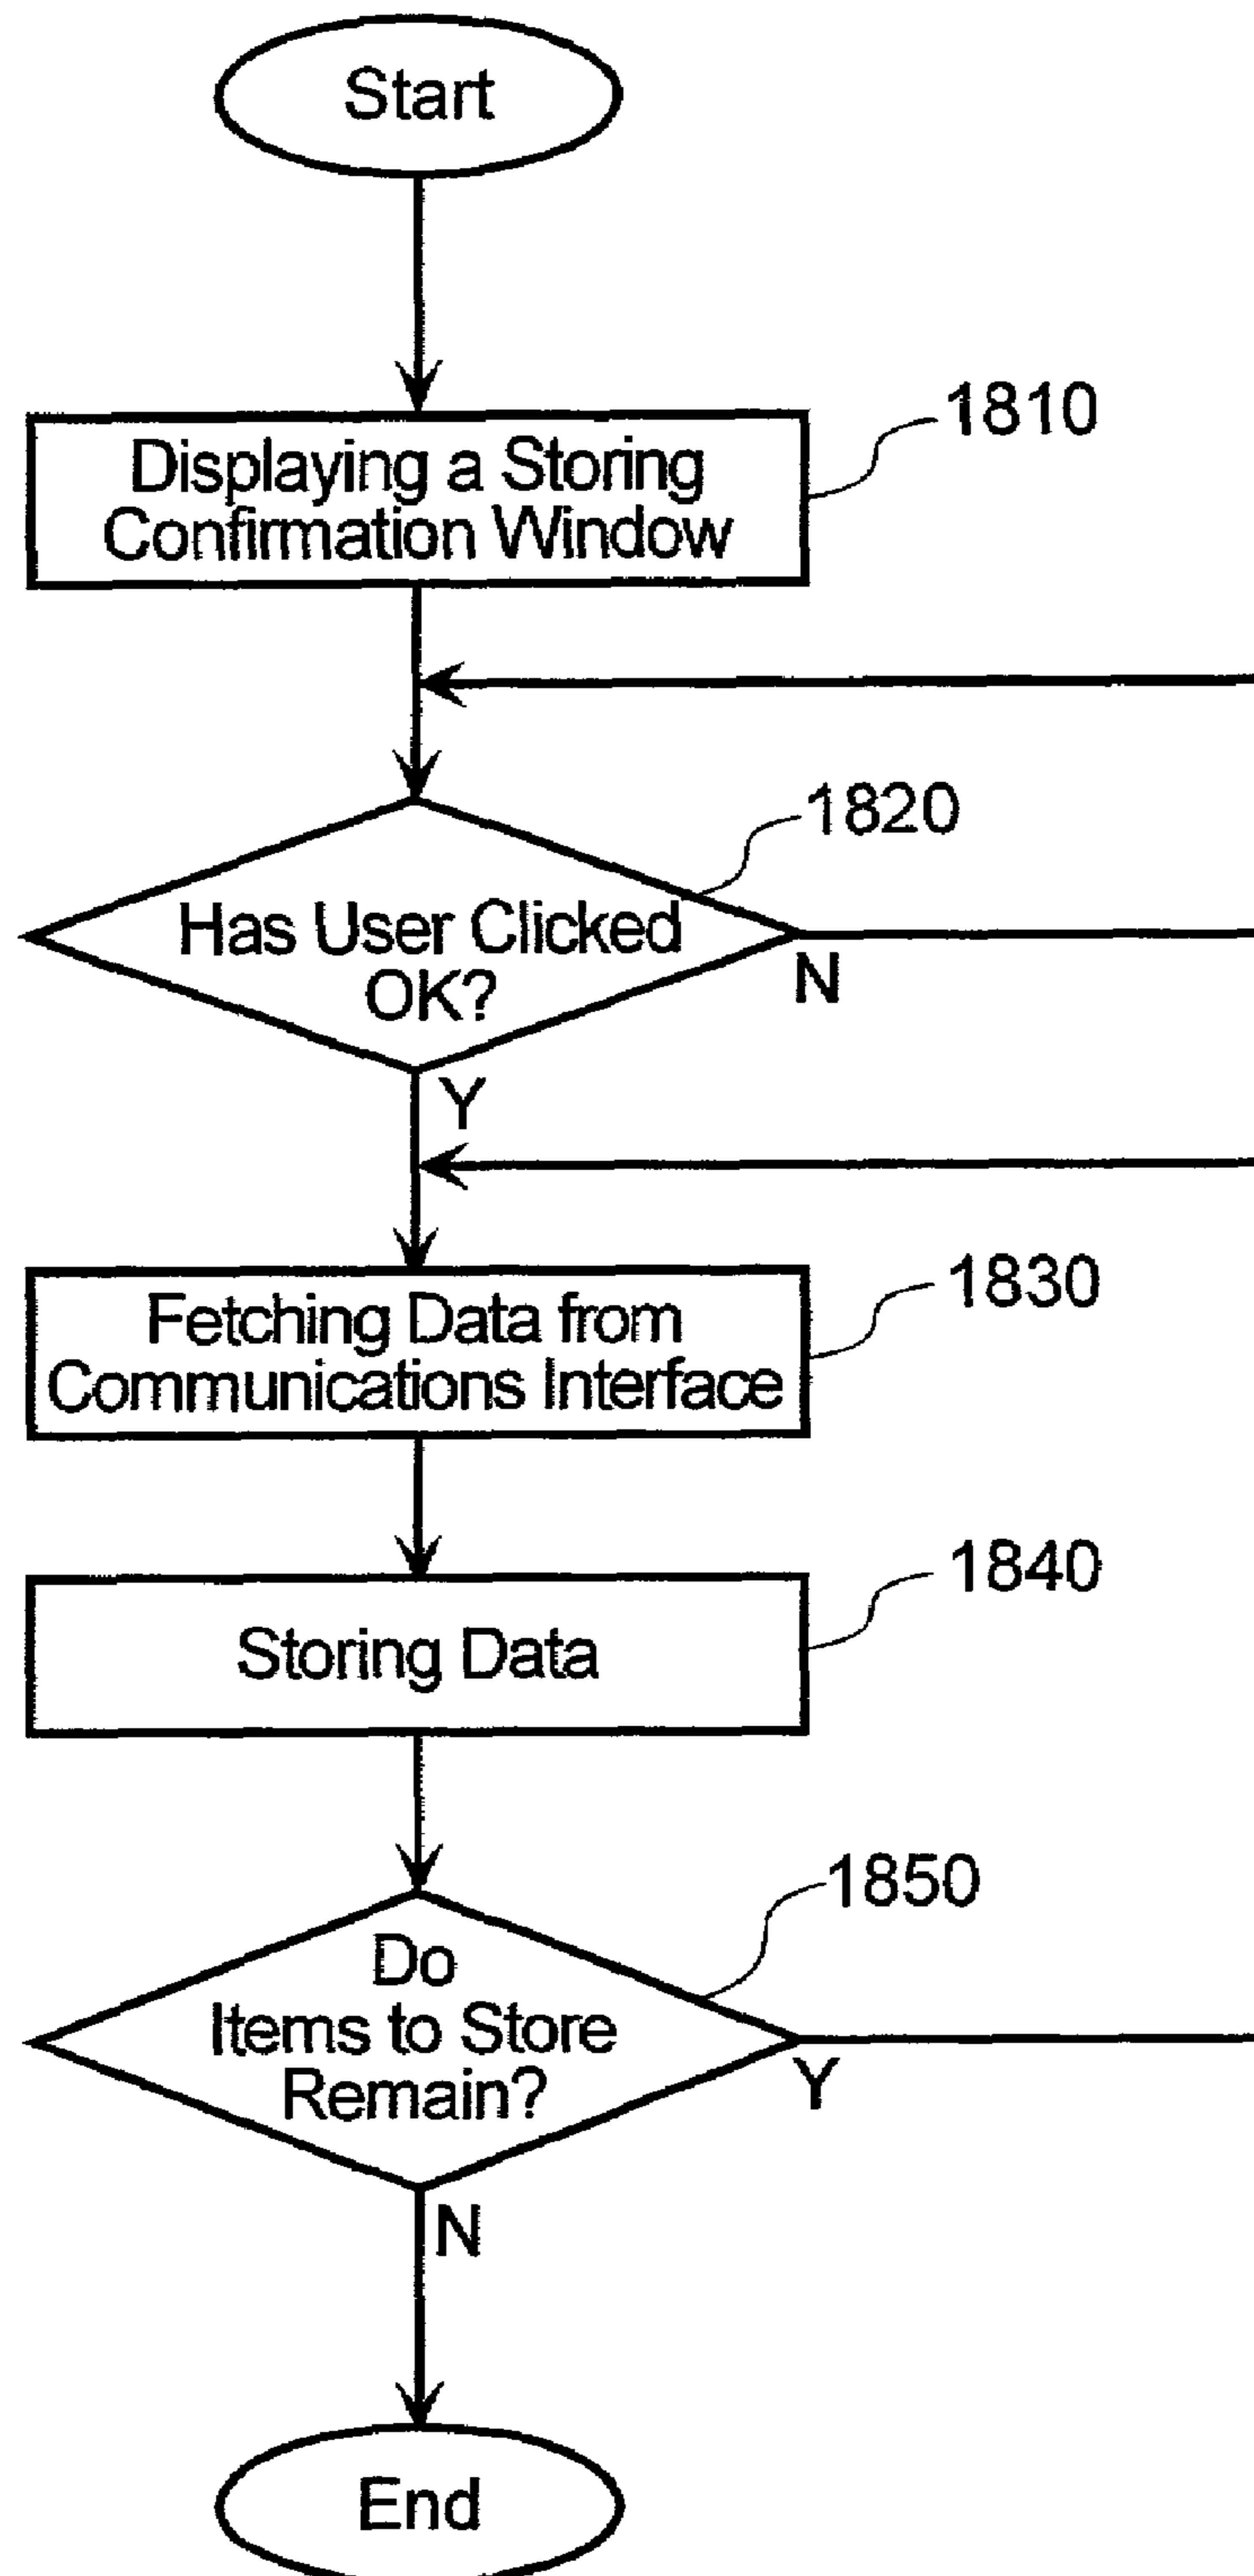 Start
1810
Displaying a Storing
Confirmation Window
1820
Has User Clicked
OK?
N
Y
1830
Fetching Data from
Communications Interface
1840
Storing Data
1850
Do
Items to Store
Remain?
Y
N
End